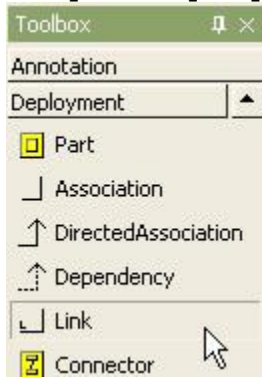 Toolbox
Annotation
Deployment
Part
Association
DirectedAssociation
Dependency
Link
Connector